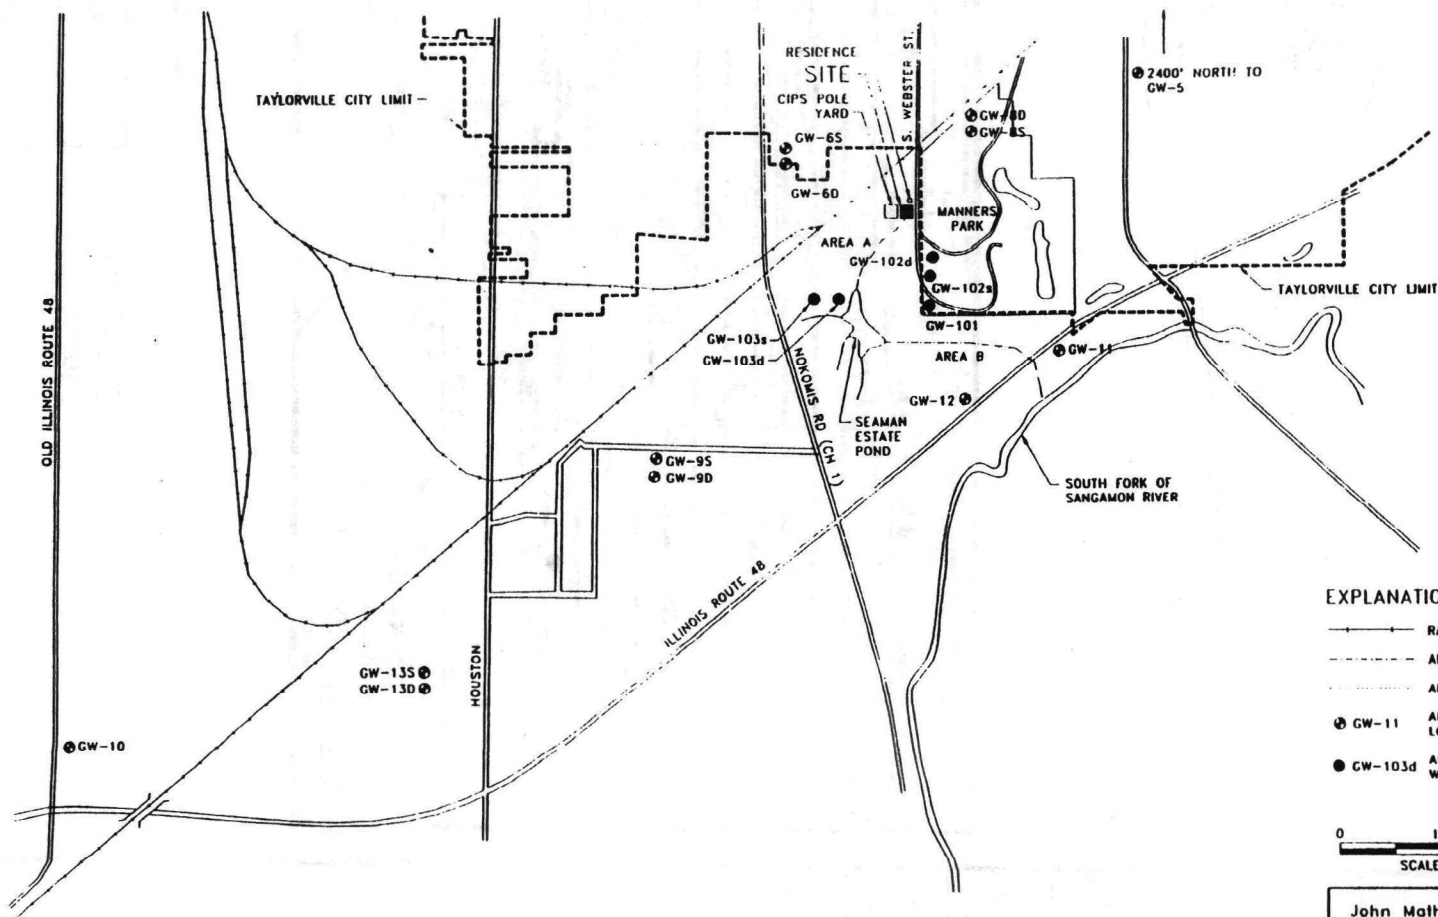 RESIDENCE
SITE
CIPS POLE
YARD
S. WEBSTER ST.
2400' NORTH TO
GW-5
TAYLORVILLE CITY LIMIT
GW-6S
GW-6D
GW-8S
MANNERS
PARK
AREA A
GW-102d
GW-102s
GW-101
TAYLORVILLE CITY LIMIT
GW-103s
GW-103d
NOKOMIS RD (CH 1)
AREA B
GW-11
GW-12
SEAMAN
ESTATE
POND
OLD ILLINOIS ROUTE 48
GW-9S
GW-9D
SOUTH FORK OF
SANGAMON RIVER
ILLINOIS ROUTE 48
HOUSTON
GW-13S
GW-13D
GW-10
EXPLANATIO
RA
A
A
GW-11
A
LO
GW-103d
A
W
0 1
SCALE
John Math